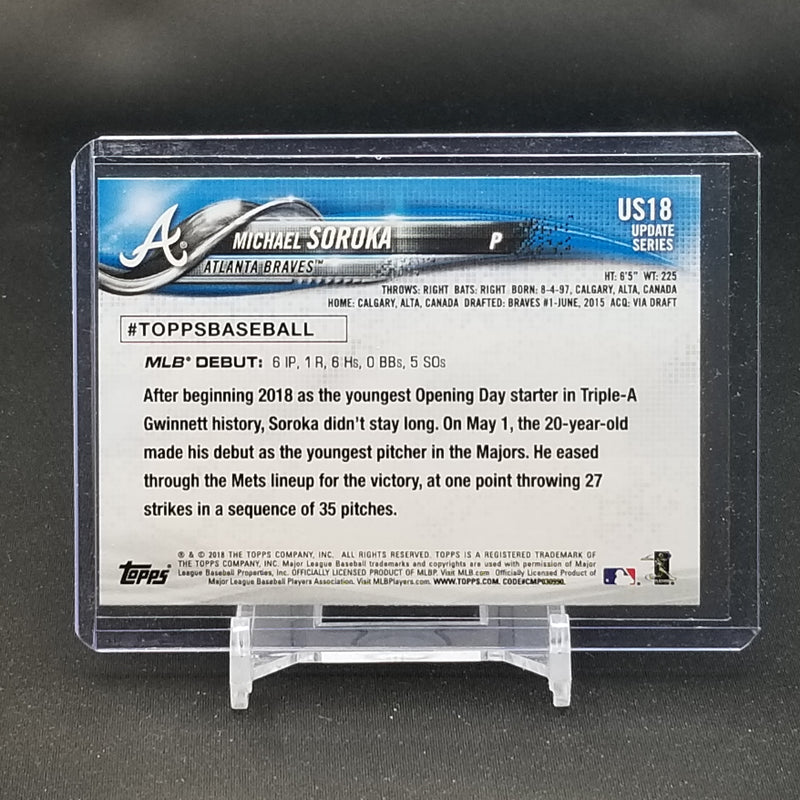 A®
MICHAEL SOROKA P
ATLANTA BRAVES™
US18
UPDATE
SERIES
HT: 6'5" WT: 225
THROWS: RIGHT BATS: RIGHT BORN: 8-4-97, CALGARY, ALTA, CANADA
HOME: CALGARY, ALTA, CANADA DRAFTED: BRAVES #1-JUNE, 2015 ACQ: VIA DRAFT
#TOPPSBASEBALL
MLB® DEBUT: 6 IP, 1 R, 6 Hs, 0 BBs, 5 SOs
After beginning 2018 as the youngest Opening Day starter in Triple-A
Gwinnett history, Soroka didn't stay long. On May 1, the 20-year-old
made his debut as the youngest pitcher in the Majors. He eased
through the Mets lineup for the victory, at one point throwing 27
strikes in a sequence of 35 pitches.
Topps
® & © 2018 THE TOPPS COMPANY, INC. ALL RIGHTS RESERVED. TOPPS IS A REGISTERED TRADEMARK OF
THE TOPPS COMPANY, INC. Major League Baseball trademarks and copyrights are used with permission of
Major League Baseball Properties, Inc. OFFICIALLY LICENSED PRODUCT OF MLBP. Visit MLB.com Officially Licensed Product of
Major League Baseball Players Association. Visit MLBPlayers.com. WWW.TOPPS.COM. CODE#CMP030990.